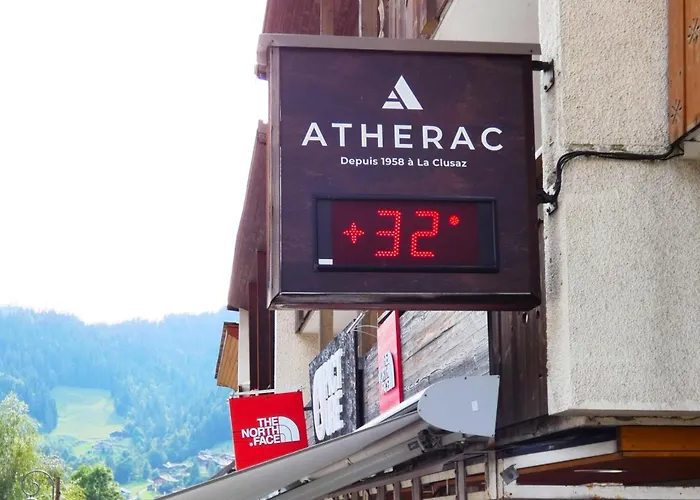 ATHERAC
Depuis 1958 à La Clusaz
+32°
THE
NORTH
FACE